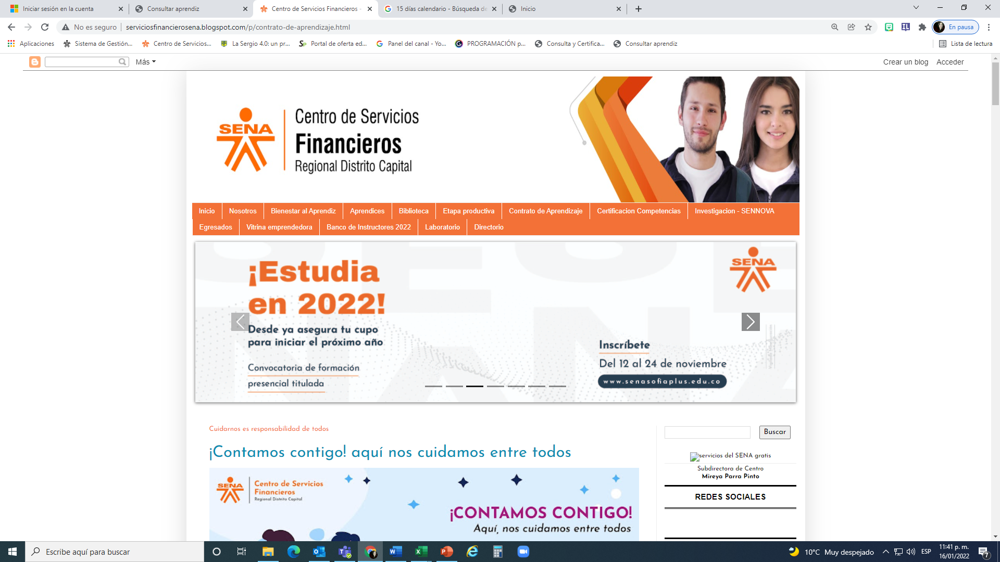 Iniciar sesión en la cuenta
Consultar aprendiz
Centro de Servicios Financieros -
15 días calendario - Búsqueda de
Inicio
No es seguro
serviciosfinancierosena.blogspot.com/p/contrato-de-aprendizaje.html
En pausa
Aplicaciones
Sistema de Gestión...
Centro de Servicios...
La Sergio 4.0: un pr...
Portal de oferta ed...
Panel del canal - Yo...
PROGRAMACIÓN p...
Consulta y Certifica...
Consultar aprendiz
Lista de lectura
Más
Crear un blog
Acceder
SENA
Centro de Servicios
Financieros
Regional Distrito Capital
Inicio
Nosotros
Bienestar al Aprendiz
Aprendices
Biblioteca
Etapa productiva
Contrato de Aprendizaje
Certificacion Competencias
Investigacion - SENNOVA
Egresados
Vitrina emprendedora
Banco de Instructores 2022
Laboratorio
Directorio
¡Estudia
en 2022!
Desde ya asegura tu cupo
para iniciar el próximo año
Convocatoria de formación
presencial titulada
SENA
Inscríbete
Del 12 al 24 de noviembre
www.senasofiaplus.edu.co
Cuidarnos es responsabilidad de todos
¡Contamos contigo! aquí nos cuidamos entre todos
SENA
Centro de Servicios
Financieros
Regional Distrito Capital
¡CONTAMOS CONTIGO!
Aquí, nos cuidamos entre todos
Buscar
servicios del SENA gratis
Subdirectora de Centro
Mireya Parra Pinto
REDES SOCIALES
Escribe aquí para buscar
10°C Muy despejado
ESP
11:41 p. m.
16/01/2022
7